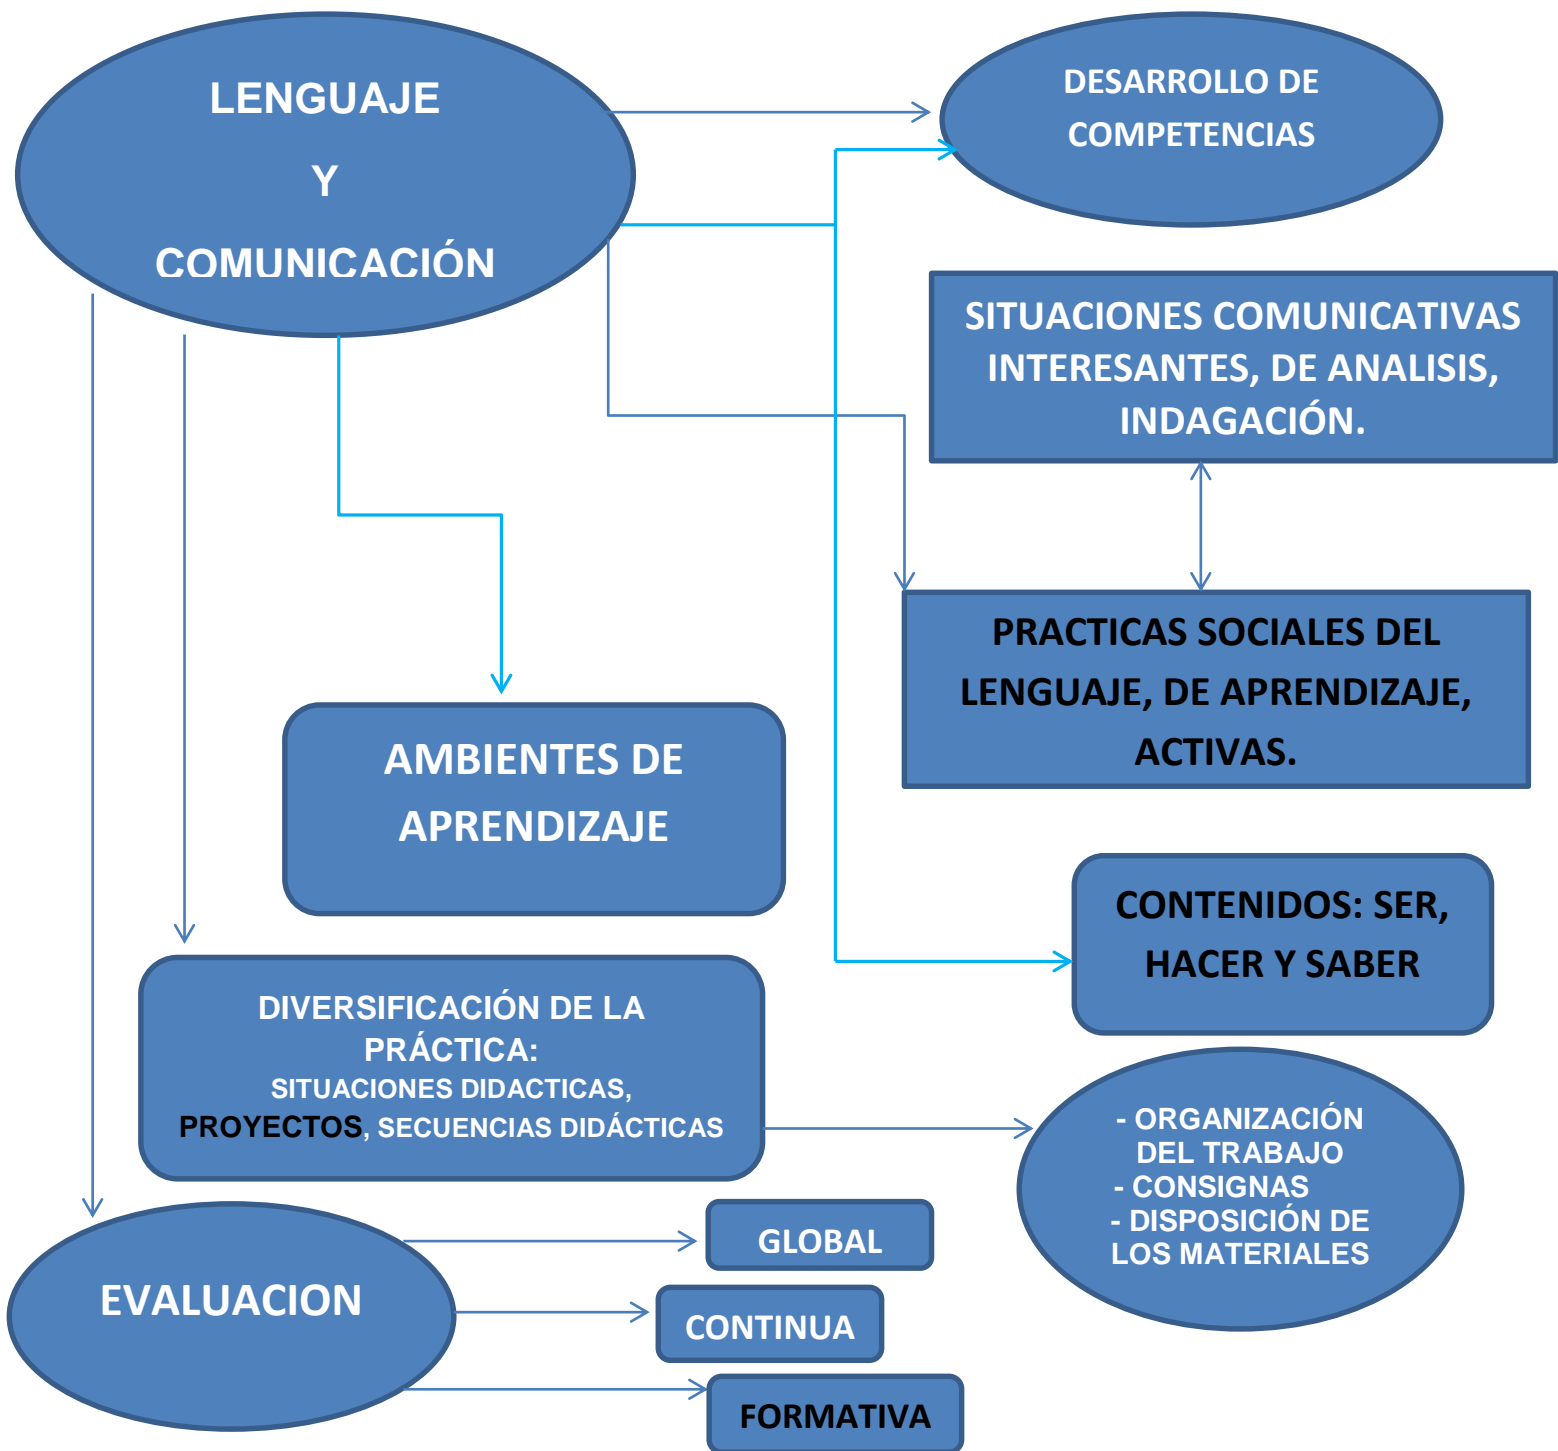 LENGUAJE
Y
COMUNICACIÓN
DESARROLLO DE
COMPETENCIAS
SITUACIONES COMUNICATIVAS
INTERESANTES, DE ANALISIS,
INDAGACIÓN.
PRACTICAS SOCIALES DEL
LENGUAJE, DE APRENDIZAJE,
ACTIVAS.
AMBIENTES DE
APRENDIZAJE
CONTENIDOS: SER,
HACER Y SABER
DIVERSIFICACIÓN DE LA
PRÁCTICA:
SITUACIONES DIDACTICAS,
PROYECTOS, SECUENCIAS DIDÁCTICAS
- ORGANIZACIÓN
DEL TRABAJO
- CONSIGNAS
- DISPOSICIÓN DE
LOS MATERIALES
EVALUACION
GLOBAL
CONTINUA
FORMATIVA